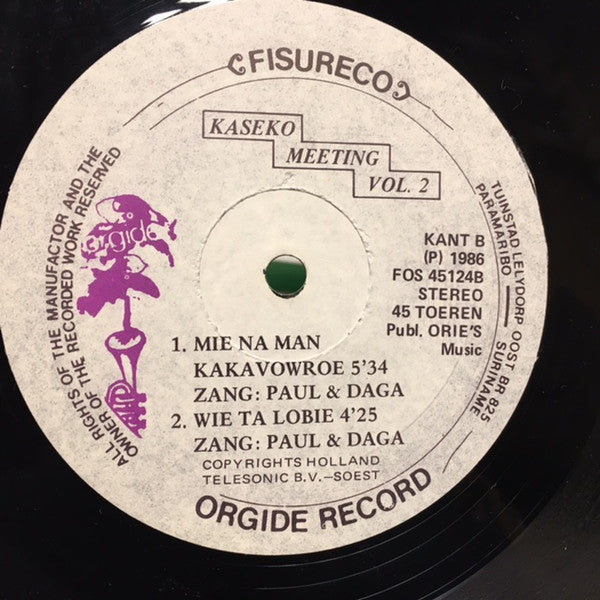 FISURECO
KASEKO
MEETING
VOL. 2
KANT B
(P) 1986
FOS 45124B
STEREO
45 TOEREN
Publ. ORIE'S
Music
TUINSTAD LELYDORP OOST BR 825
PARAMARIBO — SURINAME
ALL RIGHTS OF THE MANUFACTOR AND THE
OWNER OF THE RECORDED WORK RESERVED
orgide
1. MIE NA MAN
KAKAVOWROE 5'34
ZANG: PAUL & DAGA
2. WIE TA LOBIE 4'25
ZANG: PAUL & DAGA
COPYRIGHTS HOLLAND
TELESONIC B.V.–SOEST
ORGIDE RECORD